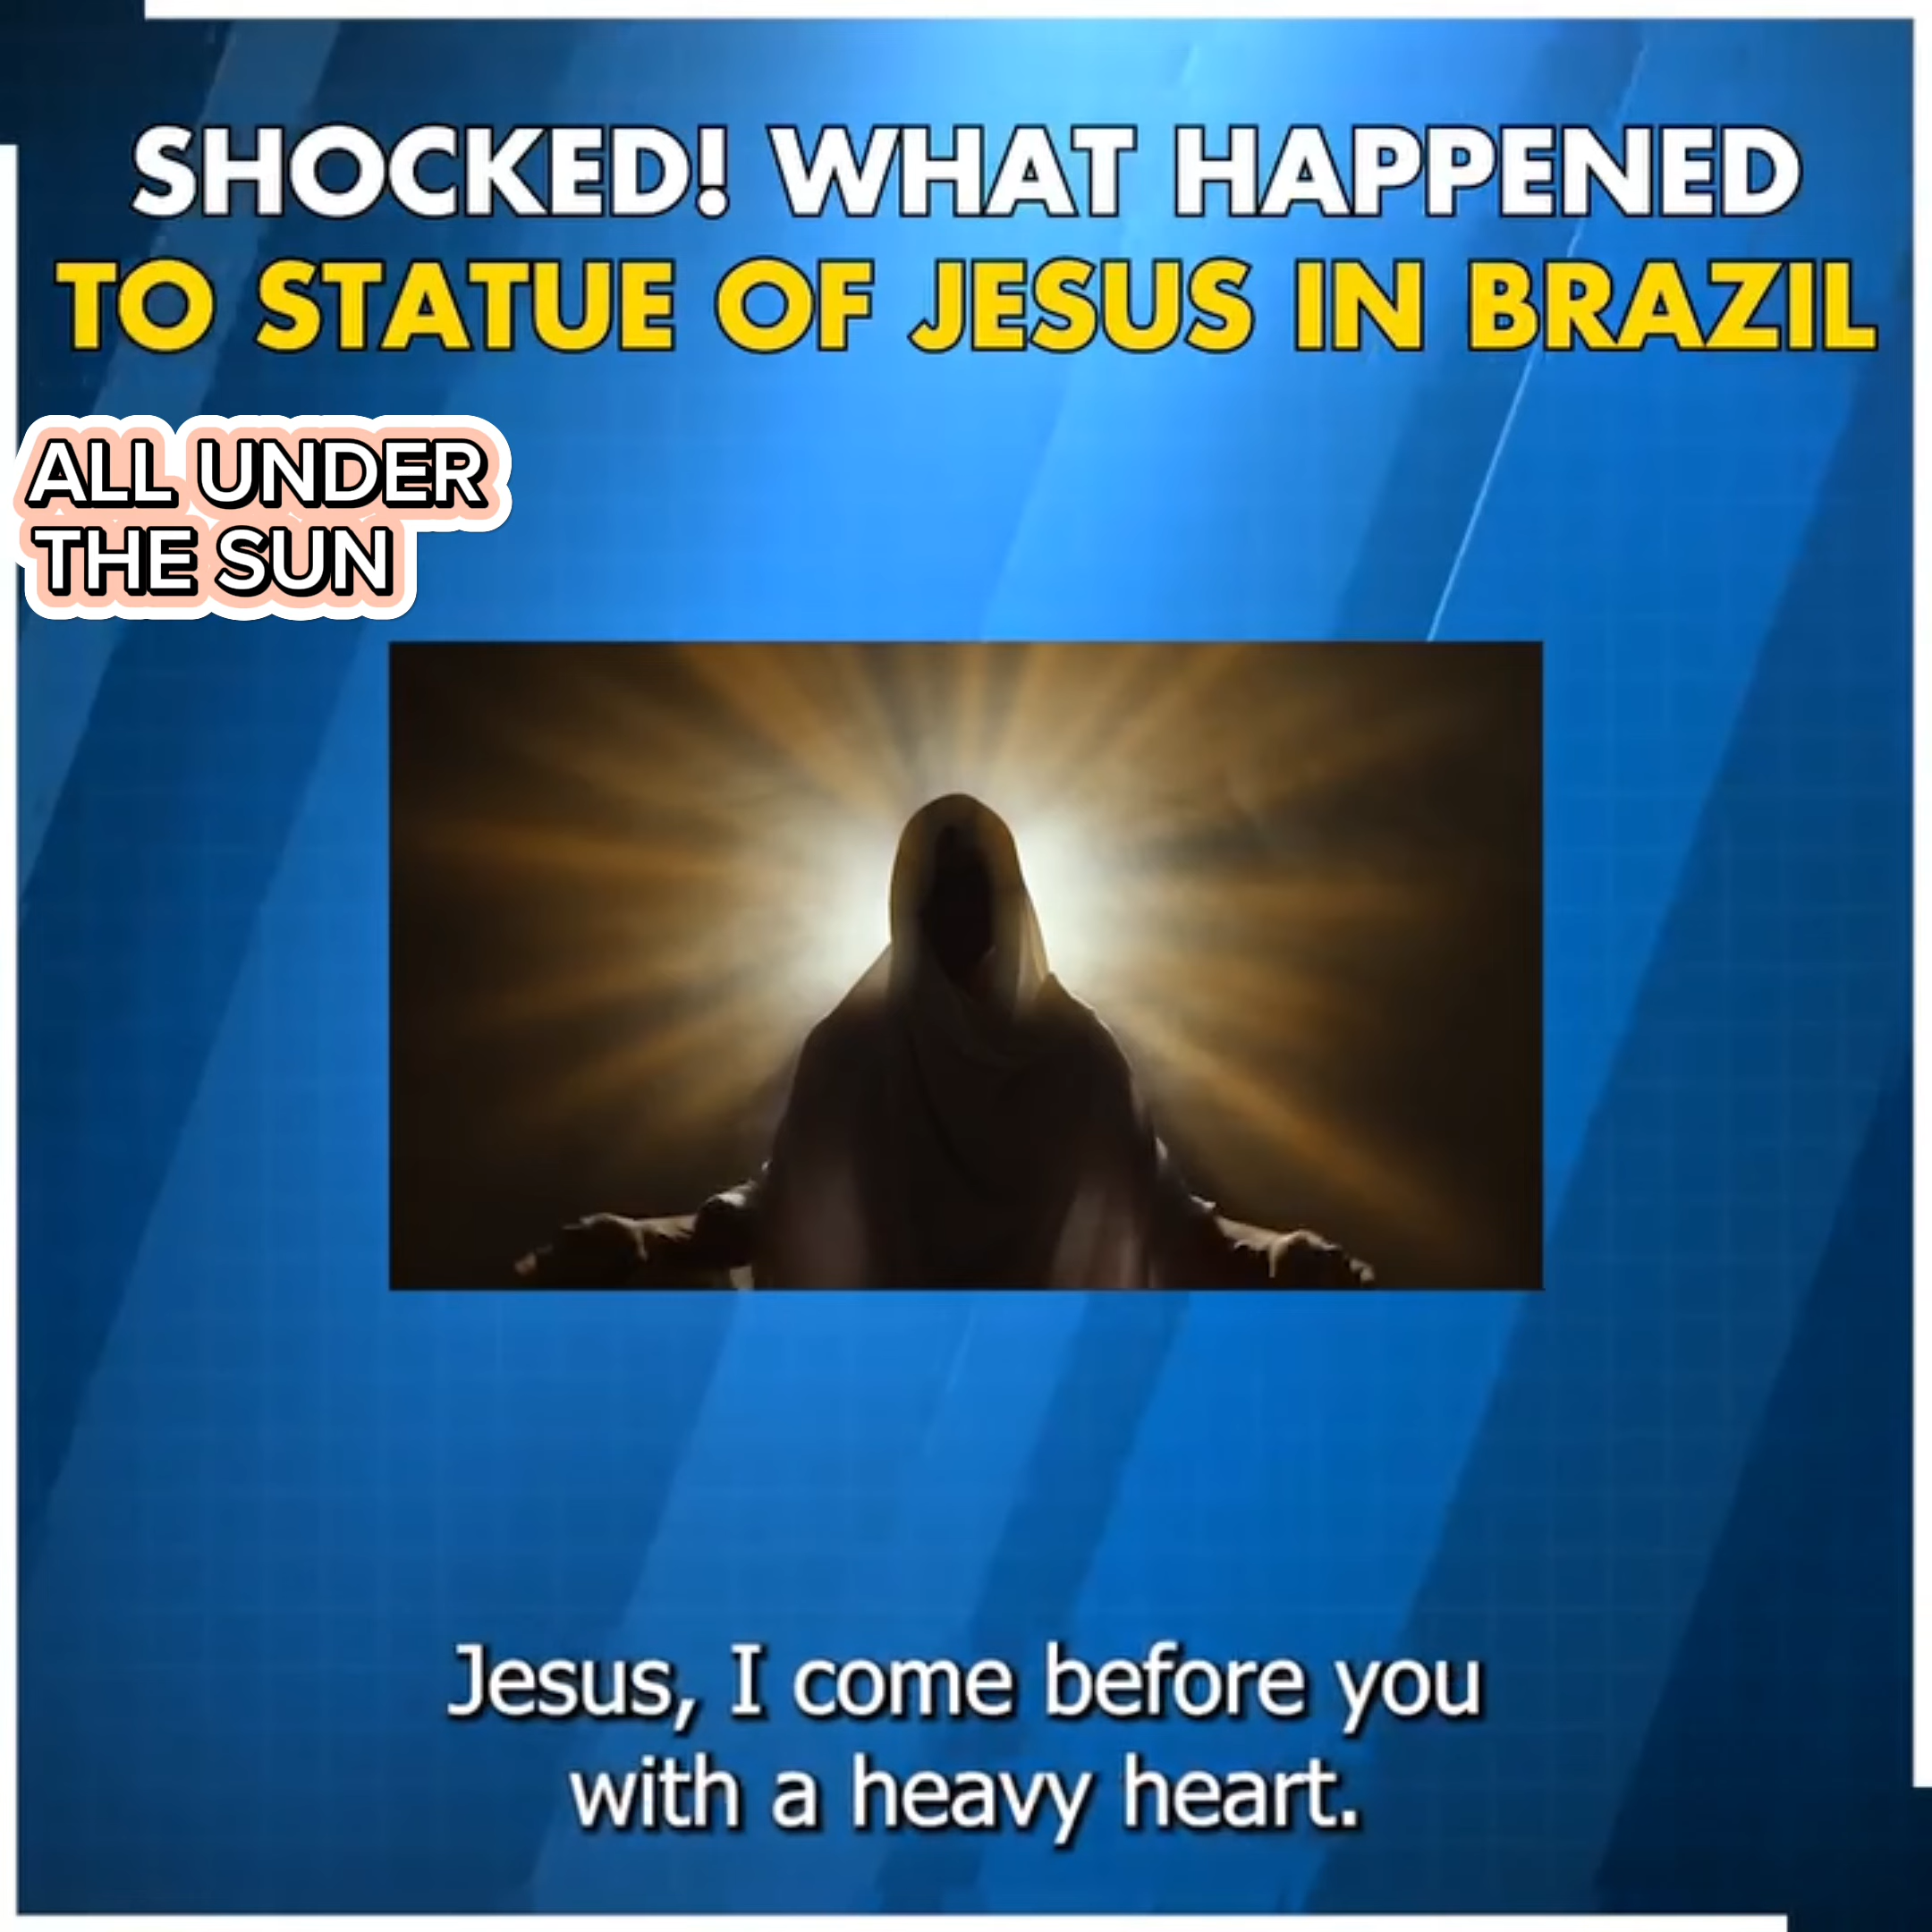 SHOCKED! WHAT HAPPENED
TO STATUE OF JESUS IN BRAZIL
ALL UNDER
THE SUN
Jesus, I come before you
with a heavy heart.